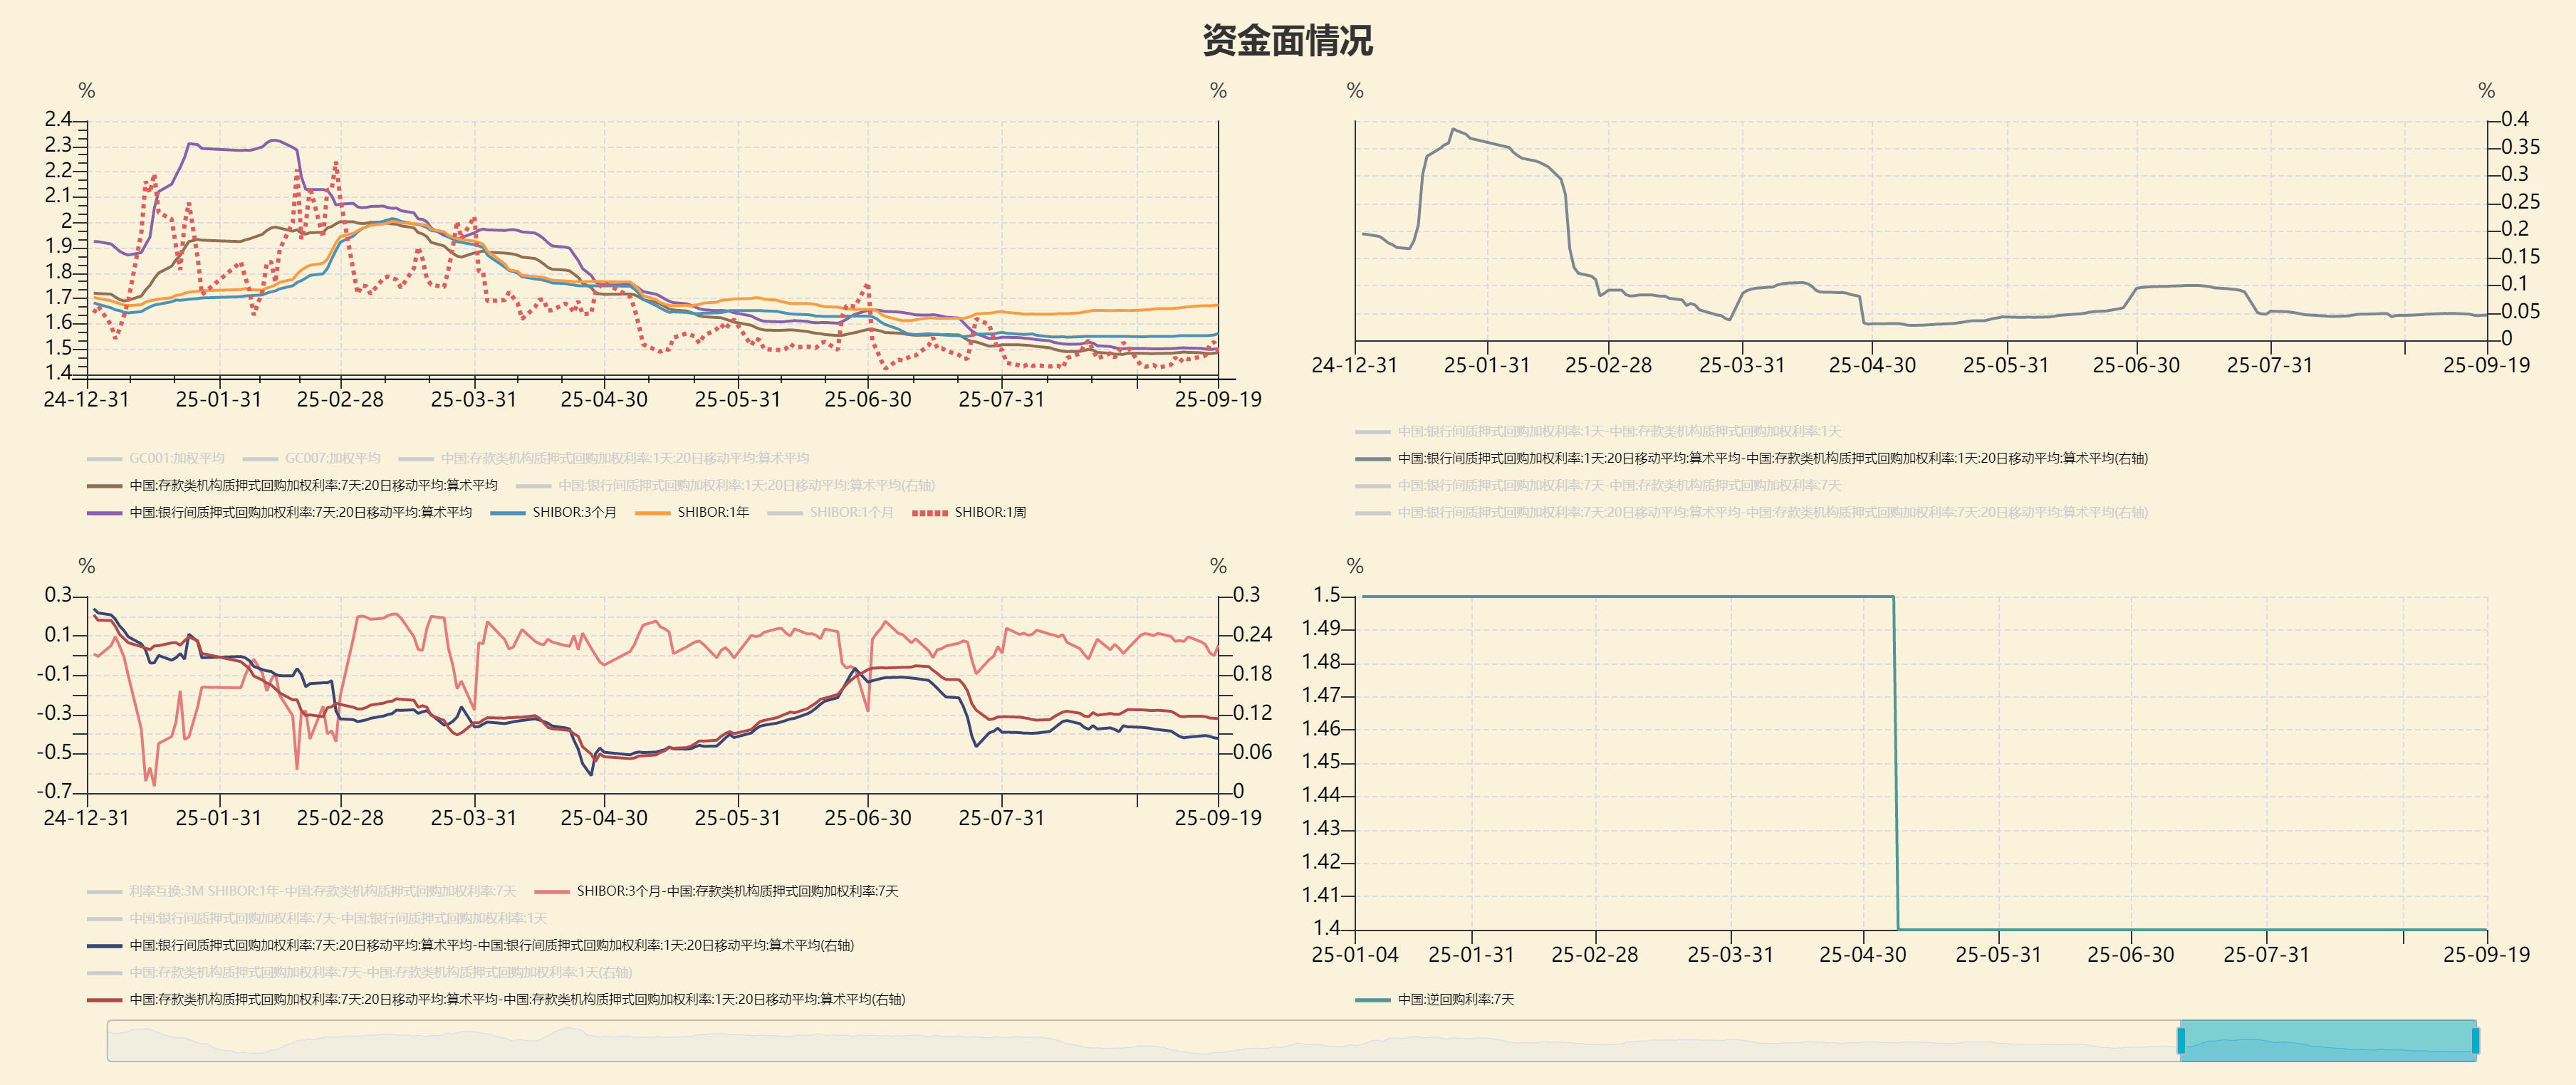 资金面情况
%
%
2.4
2.3
2.2
2.1
2
1.9
1.8
1.7
1.6
1.5
1.4
24-12-31 25-01-31 25-02-28 25-03-31 25-04-30 25-05-31 25-06-30 25-07-31 25-09-19
GC001:加权平均 GC007:加权平均 中国:存款类机构质押式回购加权利率:1天:20日移动平均:算术平均
中国:存款类机构质押式回购加权利率:7天:20日移动平均:算术平均 中国:银行间质押式回购加权利率:1天:20日移动平均:算术平均(右轴)
中国:银行间质押式回购加权利率:7天:20日移动平均:算术平均 SHIBOR:3个月 SHIBOR:1年 SHIBOR:1个月 SHIBOR:1周
%
%
0.4
0.35
0.3
0.25
0.2
0.15
0.1
0.05
0
24-12-31 25-01-31 25-02-28 25-03-31 25-04-30 25-05-31 25-06-30 25-07-31 25-09-19
中国:银行间质押式回购加权利率:1天-中国:存款类机构质押式回购加权利率:1天
中国:银行间质押式回购加权利率:1天:20日移动平均:算术平均-中国:存款类机构质押式回购加权利率:1天:20日移动平均:算术平均(右轴)
中国:银行间质押式回购加权利率:7天-中国:存款类机构质押式回购加权利率:7天
中国:银行间质押式回购加权利率:7天:20日移动平均:算术平均-中国:存款类机构质押式回购加权利率:7天:20日移动平均:算术平均(右轴)
%
%
0.3
0.1
-0.1
-0.3
-0.5
-0.7
0.3
0.24
0.18
0.12
0.06
0
24-12-31 25-01-31 25-02-28 25-03-31 25-04-30 25-05-31 25-06-30 25-07-31 25-09-19
利率互换:3M SHIBOR:1年-中国:存款类机构质押式回购加权利率:7天 SHIBOR:3个月-中国:存款类机构质押式回购加权利率:7天
中国:银行间质押式回购加权利率:7天-中国:银行间质押式回购加权利率:1天
中国:银行间质押式回购加权利率:7天:20日移动平均:算术平均-中国:银行间质押式回购加权利率:1天:20日移动平均:算术平均(右轴)
中国:存款类机构质押式回购加权利率:7天-中国:存款类机构质押式回购加权利率:1天(右轴)
中国:存款类机构质押式回购加权利率:7天:20日移动平均:算术平均-中国:存款类机构质押式回购加权利率:1天:20日移动平均:算术平均(右轴)
%
1.5
1.49
1.48
1.47
1.46
1.45
1.44
1.43
1.42
1.41
1.4
25-01-04 25-01-31 25-02-28 25-03-31 25-04-30 25-05-31 25-06-30 25-07-31 25-09-19
中国:逆回购利率:7天